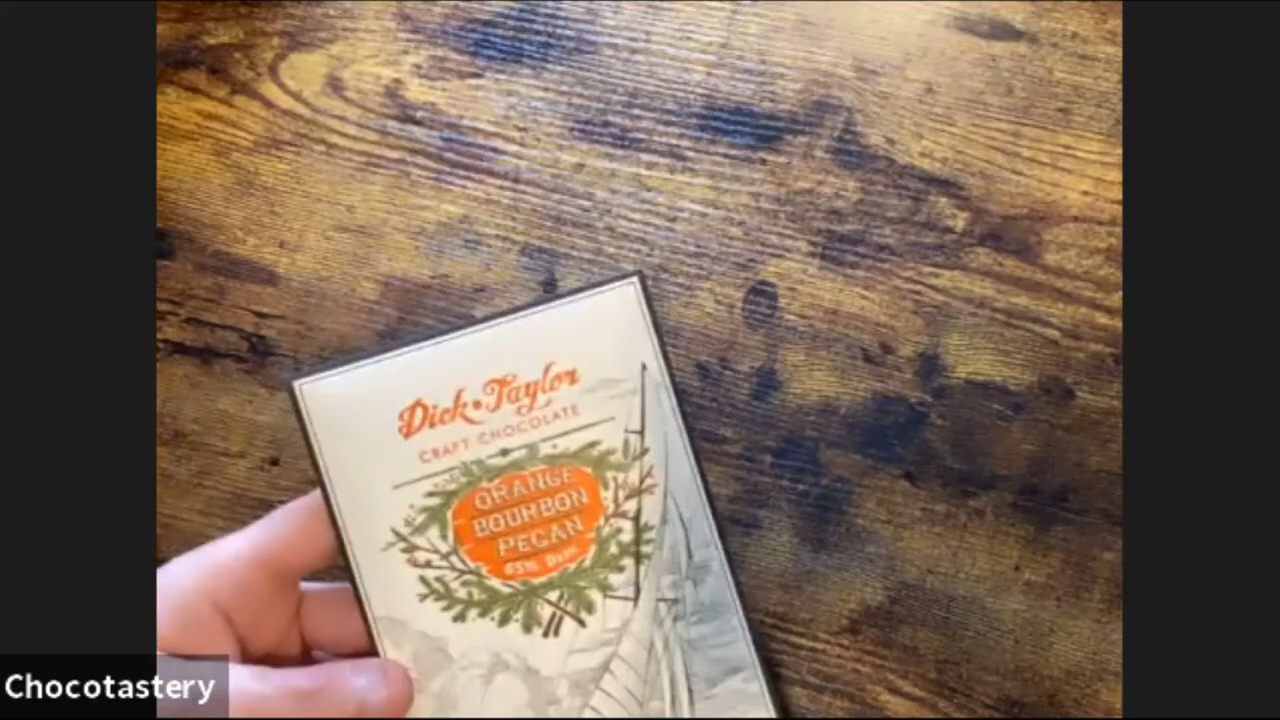 Dick•Taylor
CRAFT CHOCOLATE
ORANGE
BOURBON
PECAN
65% Dark
Chocotastery